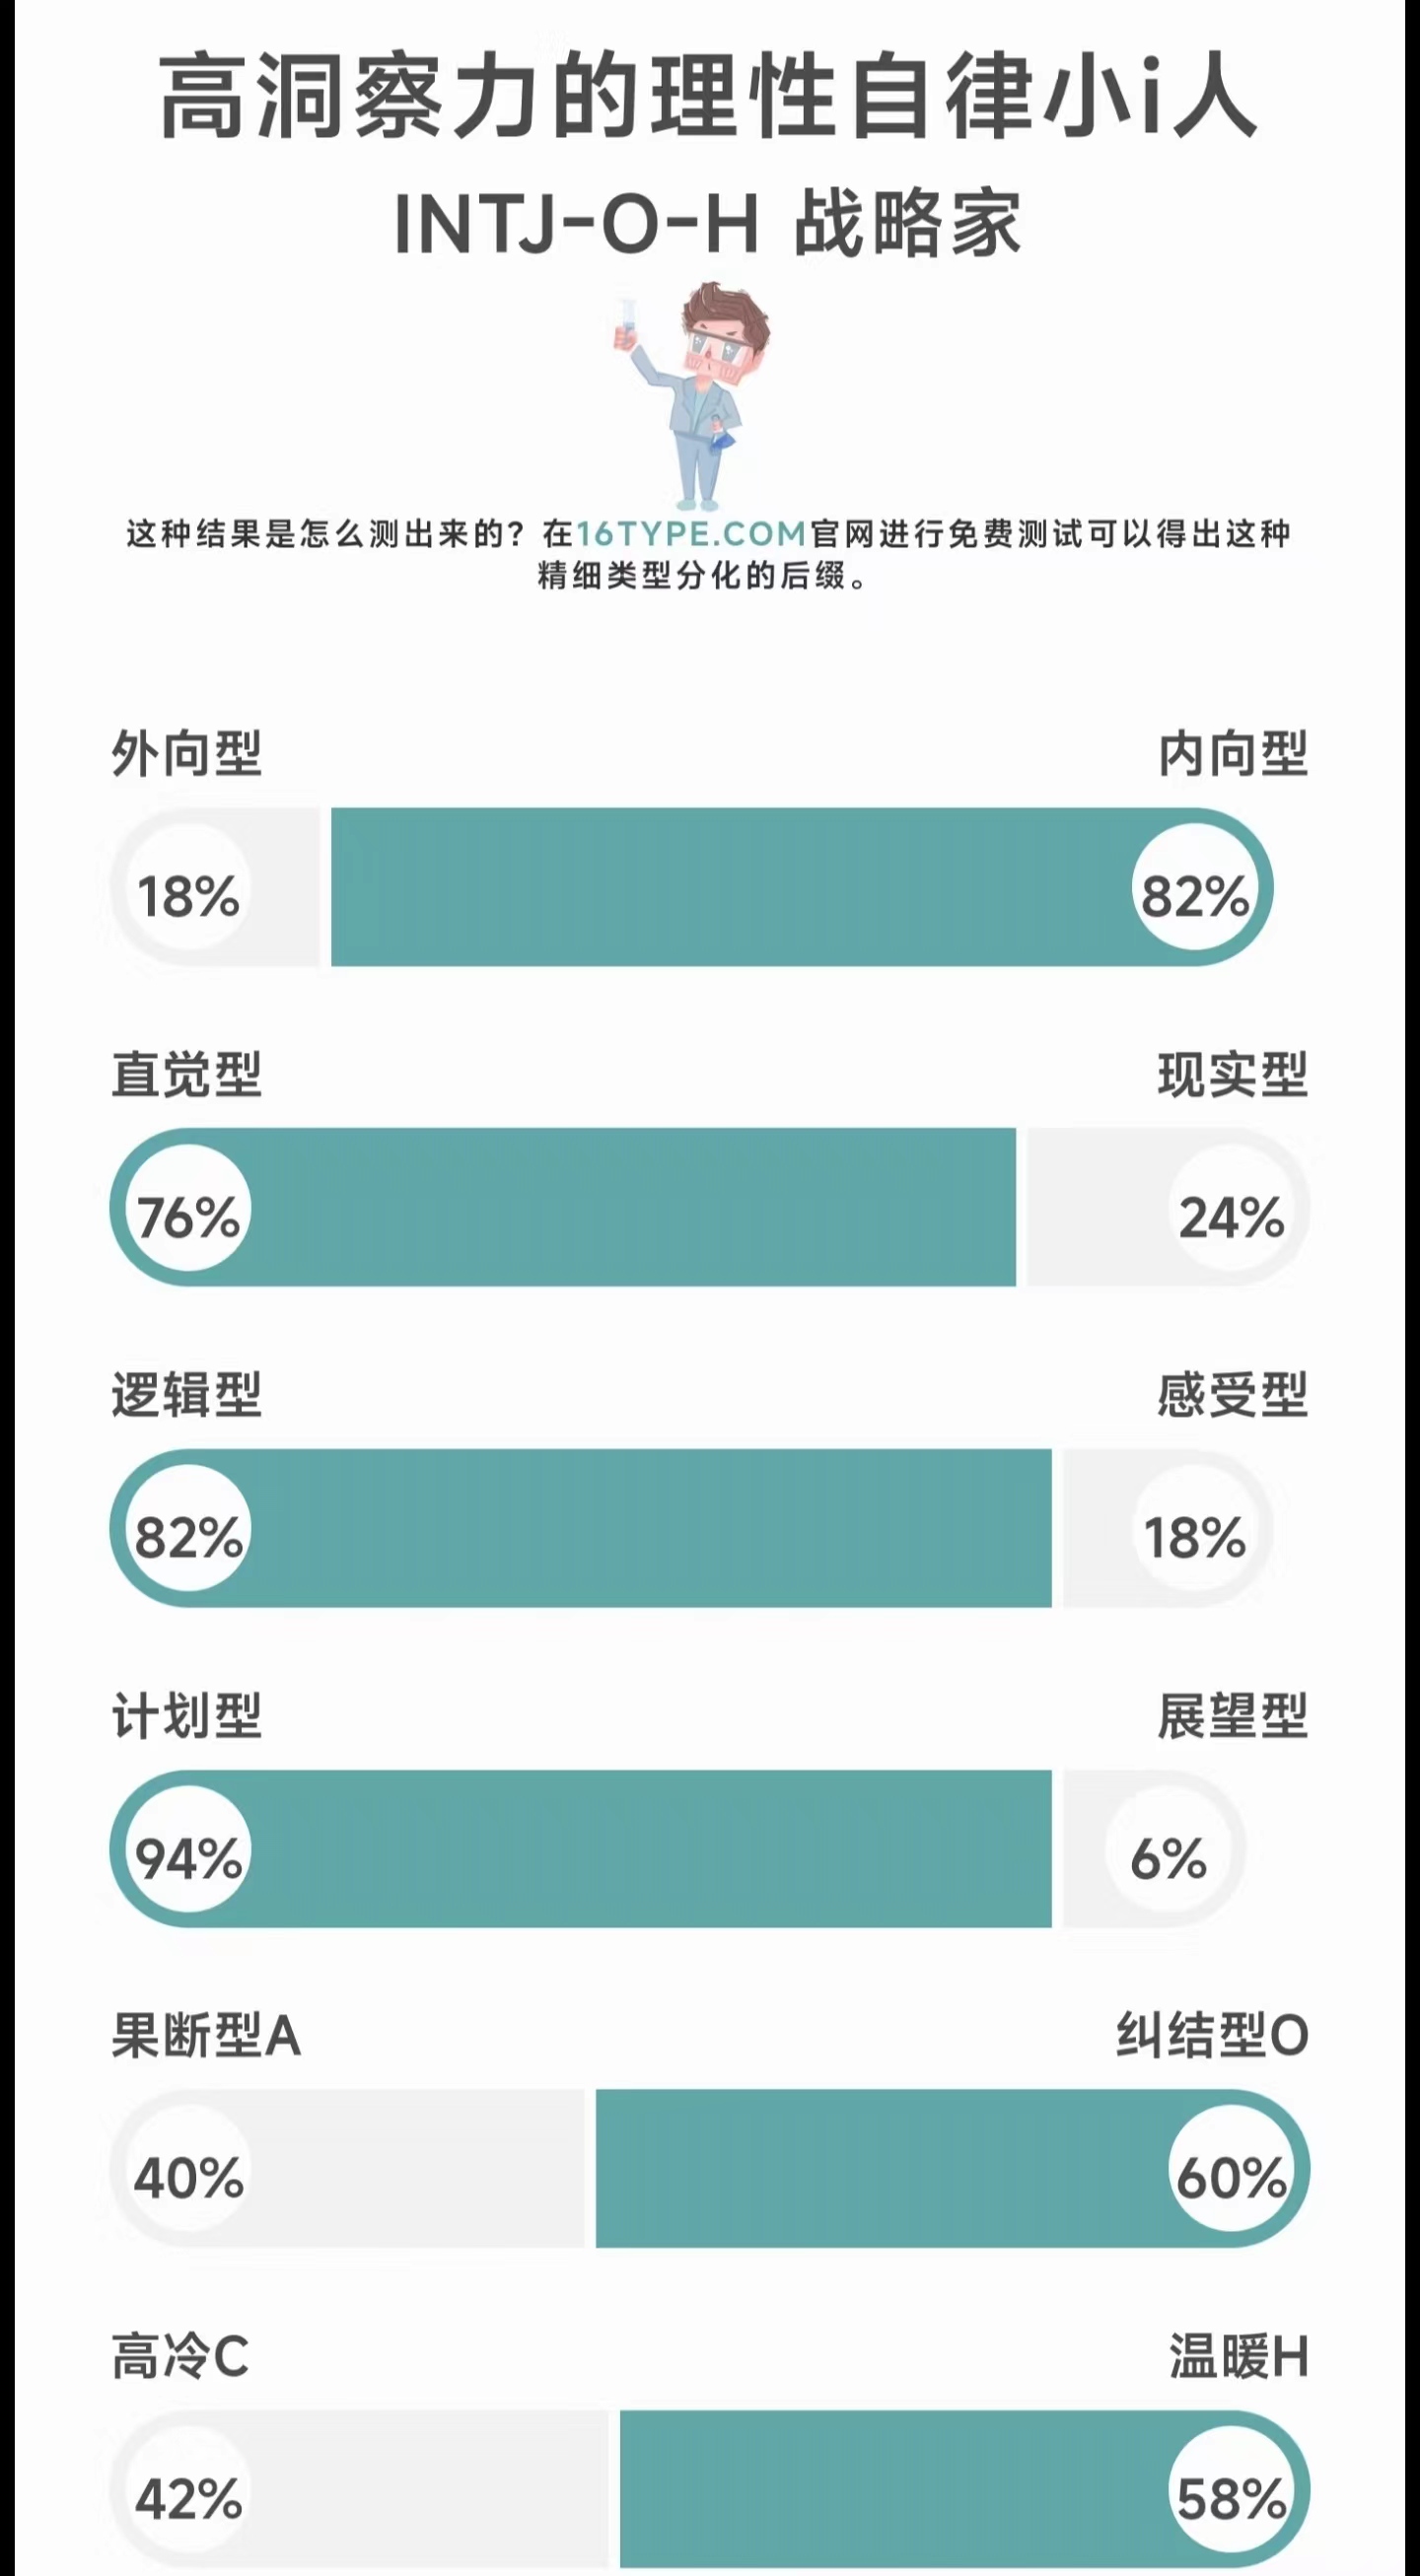 高洞察力的理性自律小i人
INTJ-O-H 战略家
这种结果是怎么测出来的？在16TYPE.COM官网进行免费测试可以得出这种
精细类型分化的后缀。
外向型 内向型
18% 82%
直觉型 现实型
76% 24%
逻辑型 感受型
82% 18%
计划型 展望型
94% 6%
果断型A 纠结型O
40% 60%
高冷C 温暖H
42% 58%